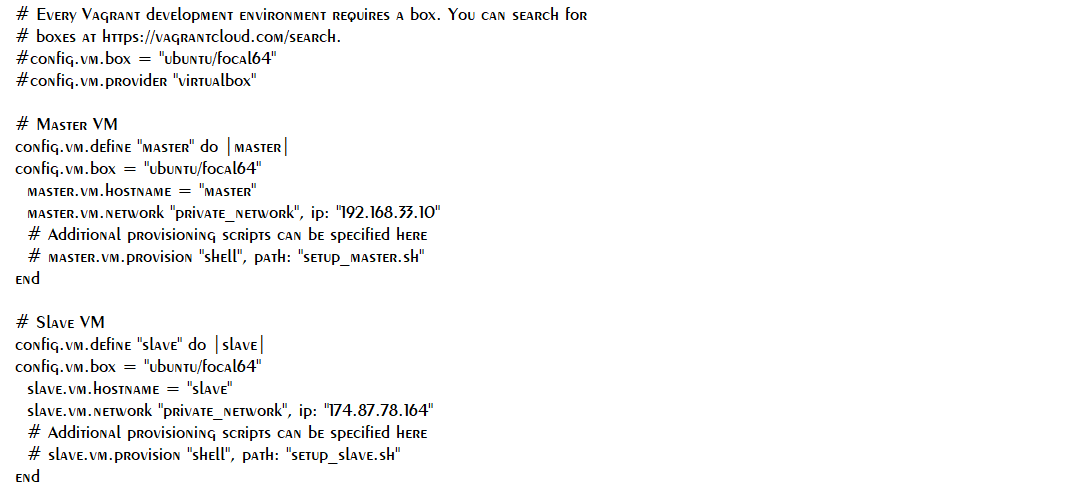 # Every Vagrant development environment requires a box. You can search for
# boxes at https://vagrantcloud.com/search.
#config.vm.box = "ubuntu/focal64"
#config.vm.provider "virtualbox"

# Master VM
config.vm.define "master" do |master|
config.vm.box = "ubuntu/focal64"
  master.vm.hostname = "master"
  master.vm.network "private_network", ip: "192.168.33.10"
  # Additional provisioning scripts can be specified here
  # master.vm.provision "shell", path: "setup_master.sh"
end

# Slave VM
config.vm.define "slave" do |slave|
config.vm.box = "ubuntu/focal64"
  slave.vm.hostname = "slave"
  slave.vm.network "private_network", ip: "174.87.78.164"
  # Additional provisioning scripts can be specified here
  # slave.vm.provision "shell", path: "setup_slave.sh"
end